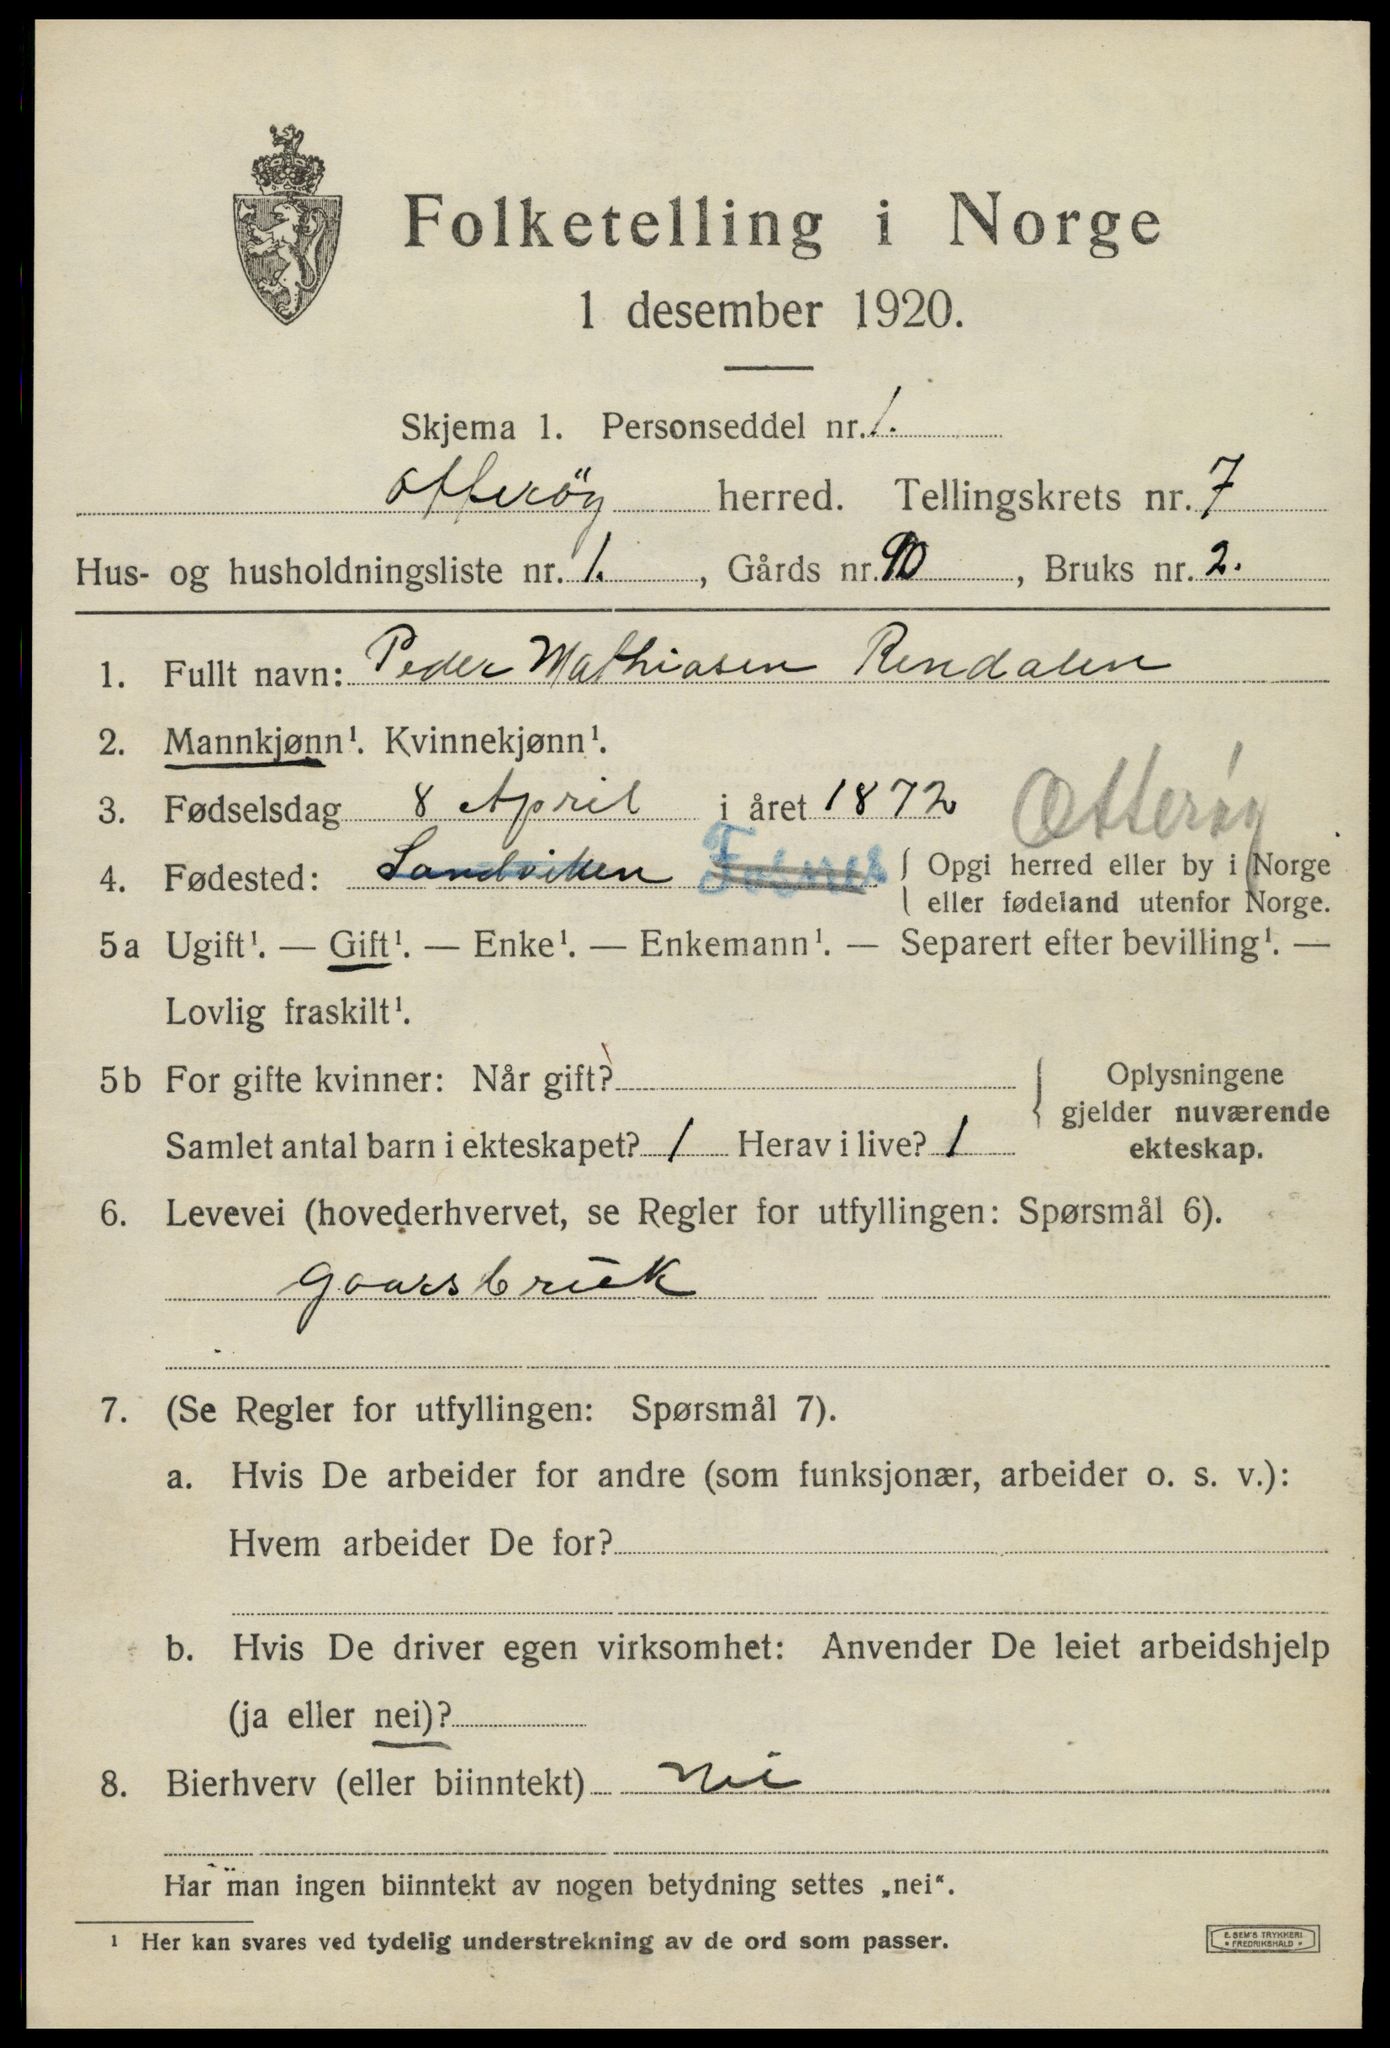 Folketelling i Norge
1 desember 1920.
Skjema 1. Personseddel nr. 1.
Otterøy herred. Tellingskrets nr. 7
Hus- og husholdningsliste nr. 1. , Gårds nr. 90 , Bruks nr. 2.
1. Fullt navn: Peder Mathiasen Rendalen
2. Mannkjønn¹. Kvinnekjønn¹.
3. Fødselsdag 8 April i året 1872 Otterøy
4. Fødested: Sandviken Fosnes { Opgi herred eller by i Norge
eller fødeland utenfor Norge.
5a Ugift¹. — Gift¹. — Enke¹. — Enkemann¹. — Separert efter bevilling¹. —
Lovlig fraskilt¹.
5b For gifte kvinner: Når gift? { Oplysningene
gjelder nuværende
Samlet antal barn i ekteskapet? 1 Herav i live? 1 ekteskap.
6. Levevei (hovederhvervet, se Regler for utfyllingen: Spørsmål 6).
Gaarsbruk
7. (Se Regler for utfyllingen: Spørsmål 7).
a. Hvis De arbeider for andre (som funksjonær, arbeider o. s. v.):
Hvem arbeider De for?
b. Hvis De driver egen virksomhet: Anvender De leiet arbeidshjelp
(ja eller nei)?
8. Bierhverv (eller biinntekt) Nei
Har man ingen biinntekt av nogen betydning settes „nei“.
¹ Her kan svares ved tydelig understrekning av de ord som passer.
E. SEM'S TRYKKERI
* FREDRIKSHALD *